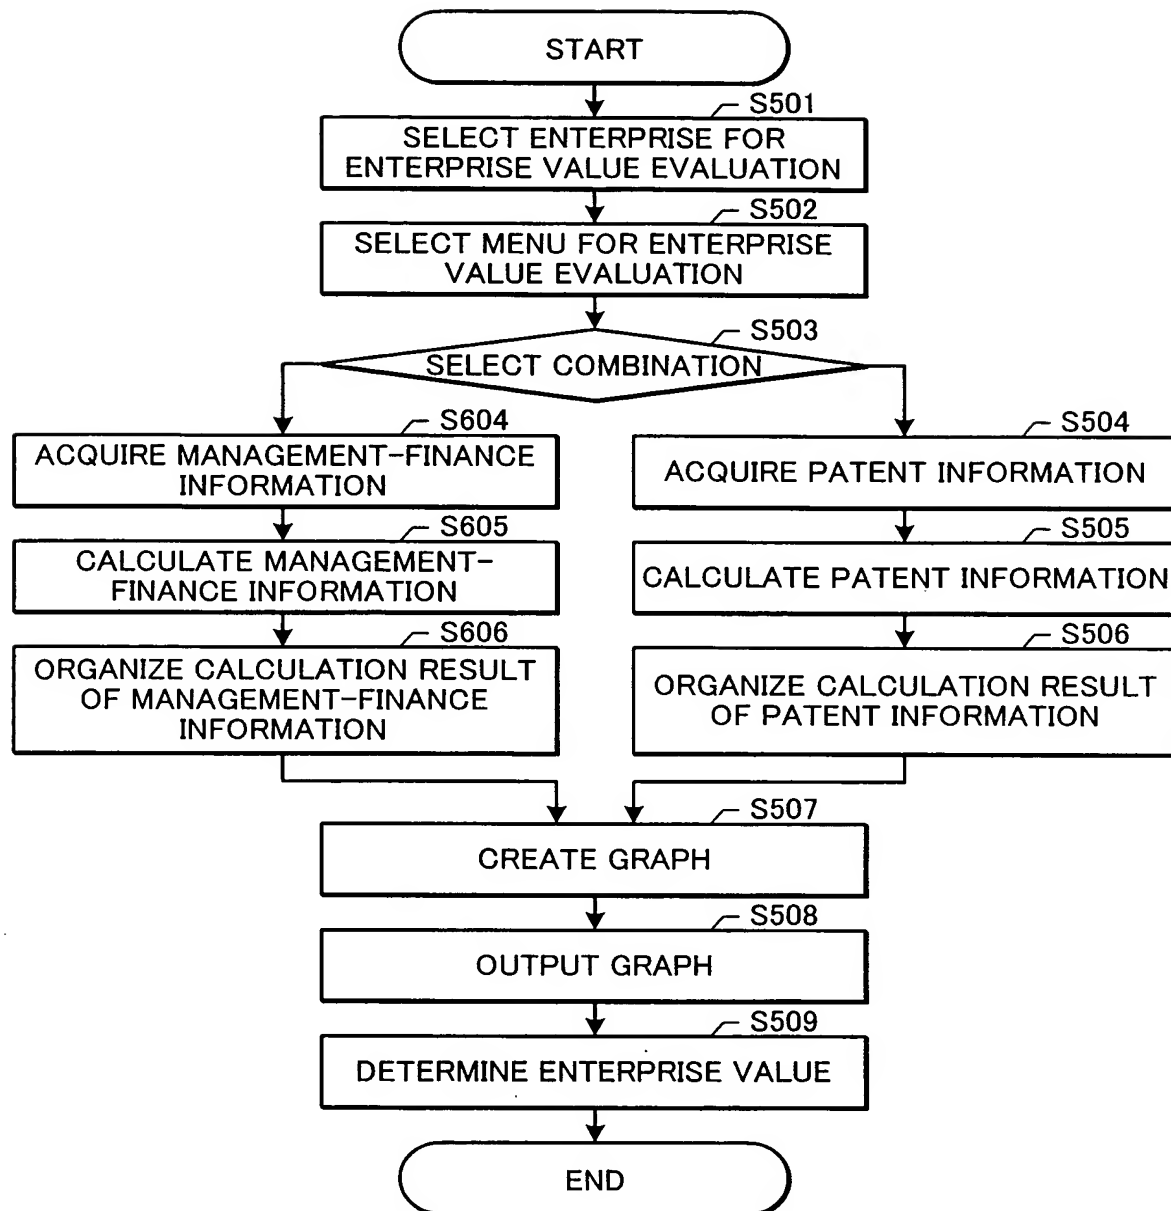 START
S501
SELECT ENTERPRISE FOR
ENTERPRISE VALUE EVALUATION
S502
SELECT MENU FOR ENTERPRISE
VALUE EVALUATION
S503
SELECT COMBINATION
S604
ACQUIRE MANAGEMENT-FINANCE
INFORMATION
S605
CALCULATE MANAGEMENT-
FINANCE INFORMATION
S606
ORGANIZE CALCULATION RESULT
OF MANAGEMENT-FINANCE
INFORMATION
S504
ACQUIRE PATENT INFORMATION
S505
CALCULATE PATENT INFORMATION
S506
ORGANIZE CALCULATION RESULT
OF PATENT INFORMATION
S507
CREATE GRAPH
S508
OUTPUT GRAPH
S509
DETERMINE ENTERPRISE VALUE
END